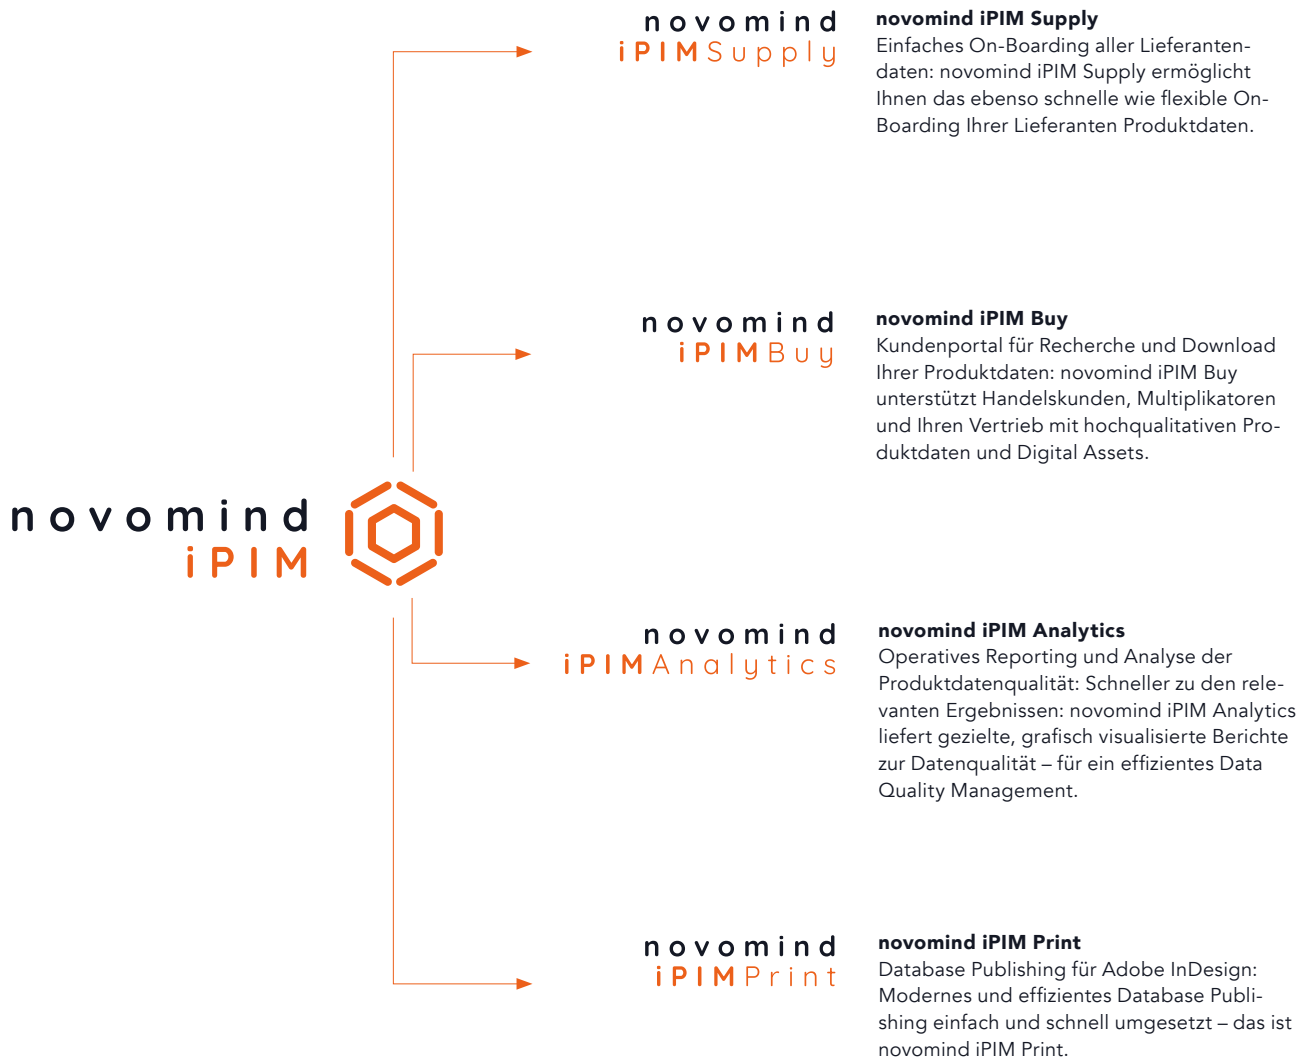 novomind
iPIMSupply
novomind iPIM Supply
Einfaches On-Boarding aller Lieferanten-
daten: novomind iPIM Supply ermöglicht
Ihnen das ebenso schnelle wie flexible On-
Boarding Ihrer Lieferanten Produktdaten.
novomind
iPIMBuy
novomind iPIM Buy
Kundenportal für Recherche und Download
Ihrer Produktdaten: novomind iPIM Buy
unterstützt Handelskunden, Multiplikatoren
und Ihren Vertrieb mit hochqualitativen Pro-
duktdaten und Digital Assets.
novomind
iPIM
novomind
iPIMAnalytics
novomind iPIM Analytics
Operatives Reporting und Analyse der
Produktdatenqualität: Schneller zu den rele-
vanten Ergebnissen: novomind iPIM Analytics
liefert gezielte, grafisch visualisierte Berichte
zur Datenqualität – für ein effizientes Data
Quality Management.
novomind
iPIMPrint
novomind iPIM Print
Database Publishing für Adobe InDesign:
Modernes und effizientes Database Publi-
shing einfach und schnell umgesetzt – das ist
novomind iPIM Print.